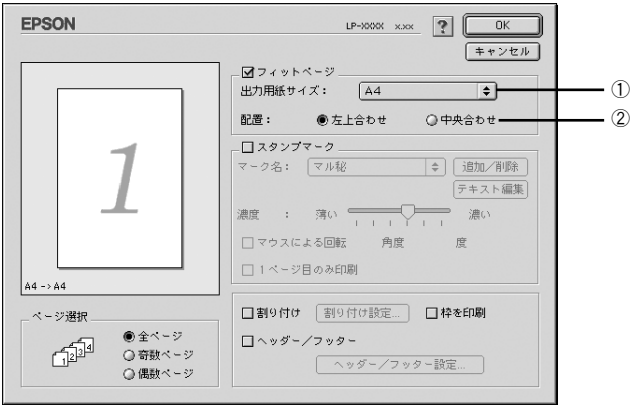 EPSON
LP-XXXX x.xx
?
OK
キャンセル
1
A4 -> A4
フィットページ
出力用紙サイズ： A4
①
配置： 左上合わせ 中央合わせ
②
スタンプマーク
マーク名： マル秘 追加／削除
テキスト編集
濃度 ： 薄い 濃い
マウスによる回転 角度 度
1ページ目のみ印刷
ページ選択
1 2 3 4
全ページ
奇数ページ
偶数ページ
割り付け 割り付け設定... 枠を印刷
ヘッダー／フッター
ヘッダー／フッター設定...